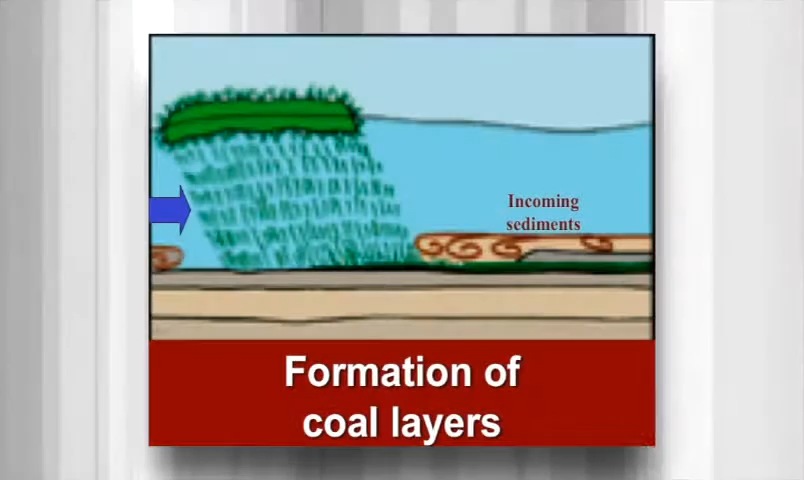 Incoming
sediments
Formation of
coal layers